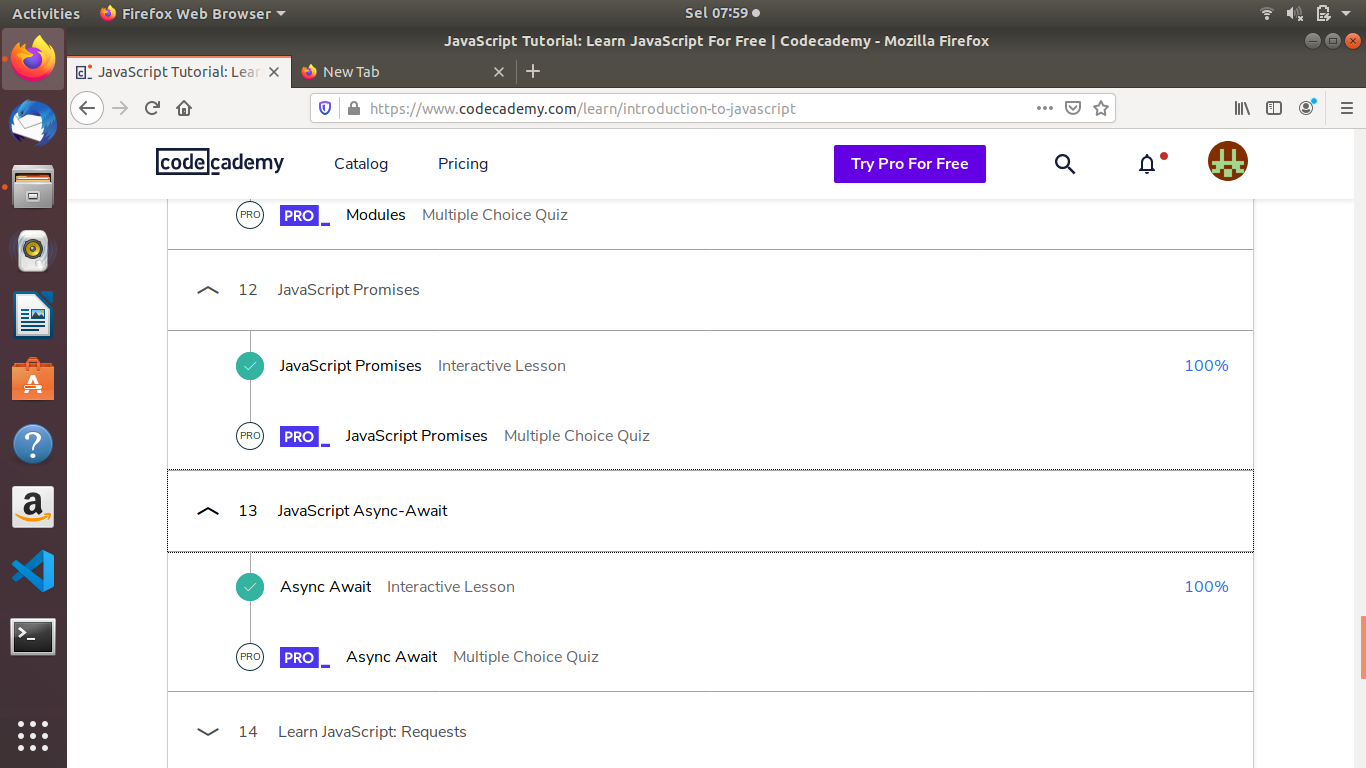 Activities Firefox Web Browser Sel 07:59
JavaScript Tutorial: Learn JavaScript For Free | Codecademy - Mozilla Firefox
JavaScript Tutorial: Lear New Tab
https://www.codecademy.com/learn/introduction-to-javascript
codecademy Catalog Pricing Try Pro For Free
PRO PRO Modules Multiple Choice Quiz
12 JavaScript Promises
JavaScript Promises Interactive Lesson 100%
PRO PRO JavaScript Promises Multiple Choice Quiz
13 JavaScript Async-Await
Async Await Interactive Lesson 100%
PRO PRO Async Await Multiple Choice Quiz
14 Learn JavaScript: Requests